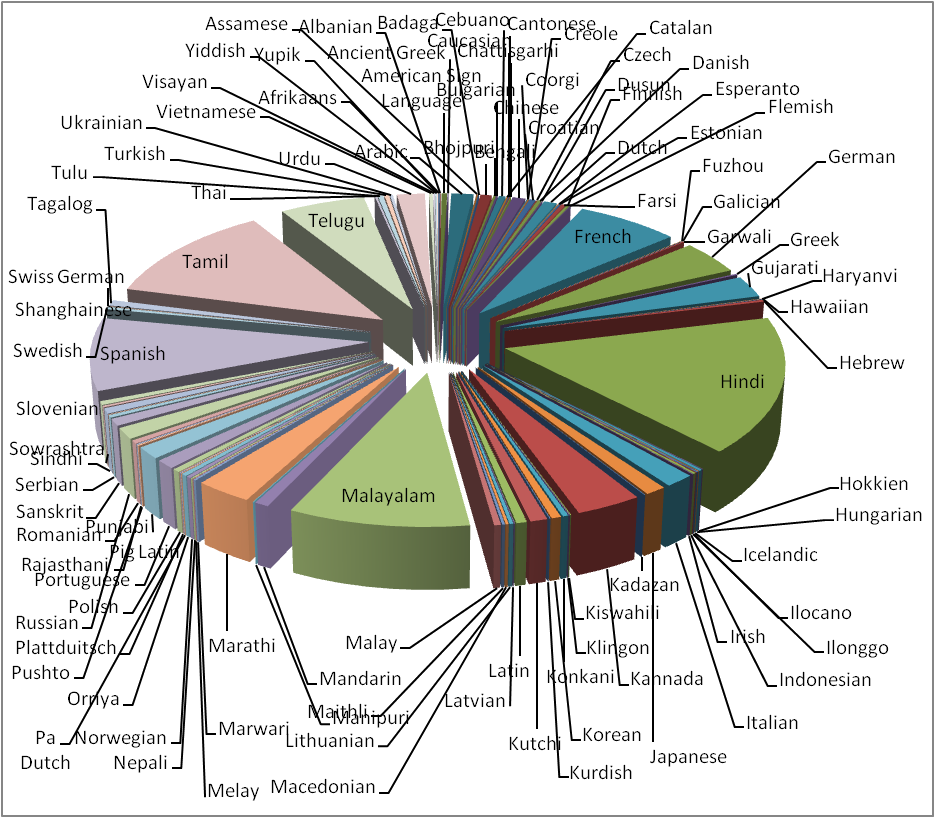 Assamese
Albanian
Badaga
Cebuano
Cantonese
Creole
Catalan
Yiddish
Yupik
Ancient Greek
Caucasian
Chattisgarhi
Czech
Danish
Visayan
Afrikaans
American Sign
Language
Bulgarian
Coorgi
Dusun
Finnish
Esperanto
Vietnamese
Chinese
Flemish
Ukrainian
Croatian
Estonian
Turkish
Urdu
Arabic
Bhojpuri
Bengali
Dutch
German
Tulu
Thai
Fuzhou
Tagalog
Telugu
Farsi
Galician
Tamil
French
Garwali
Greek
Swiss German
Gujarati
Haryanvi
Shanghainese
Hawaiian
Swedish
Spanish
Hebrew
Hindi
Slovenian
Sowrashtra
Sindhi
Malayalam
Serbian
Hokkien
Sanskrit
Hungarian
Romanian
Punjabi
Pig Latin
Icelandic
Rajasthani
Portuguese
Kadazan
Polish
Kiswahili
Ilocano
Russian
Irish
Plattduitsch
Marathi
Malay
Klingon
Ilonggo
Pushto
Mandarin
Latin
Konkani
Kannada
Indonesian
Oriya
Maithli
Manipuri
Latvian
Italian
Pa
Dutch
Norwegian
Marwari
Lithuanian
Kutchi
Korean
Japanese
Nepali
Kurdish
Melay
Macedonian